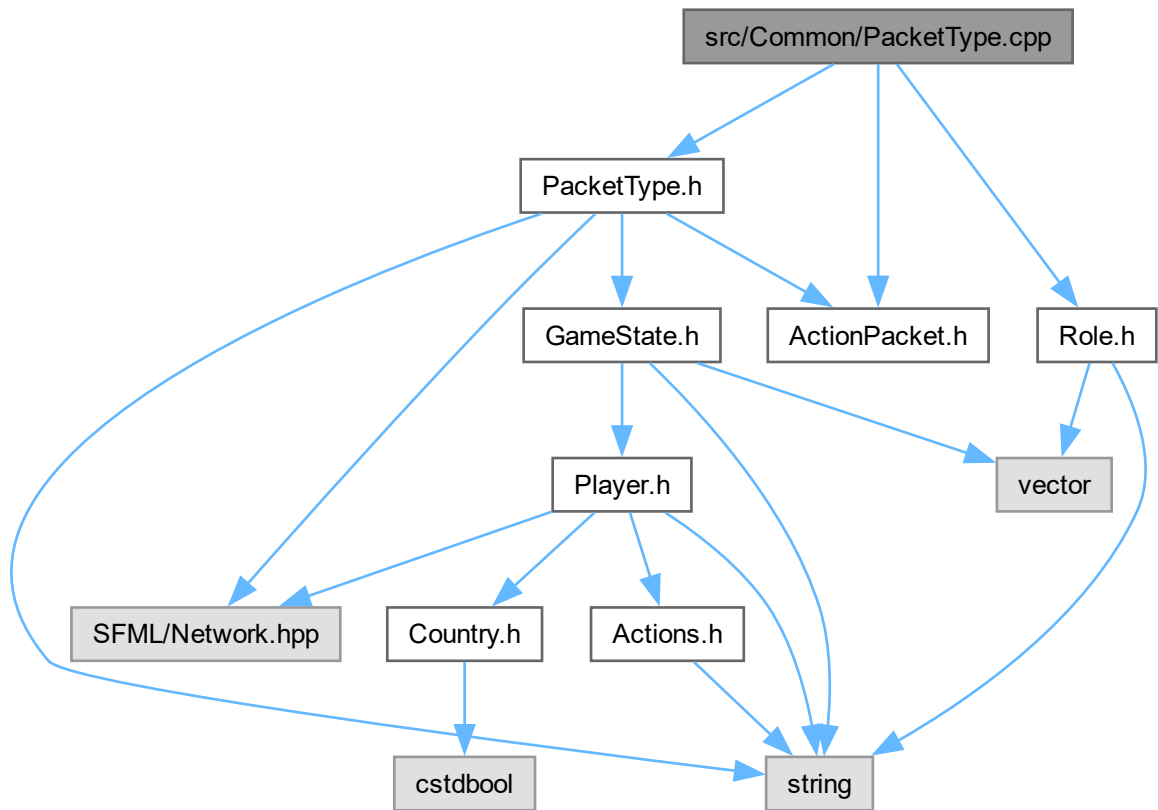 src/Common/PacketType.cpp
PacketType.h
GameState.h
ActionPacket.h
Role.h
Player.h
vector
SFML/Network.hpp
Country.h
Actions.h
cstdbool
string